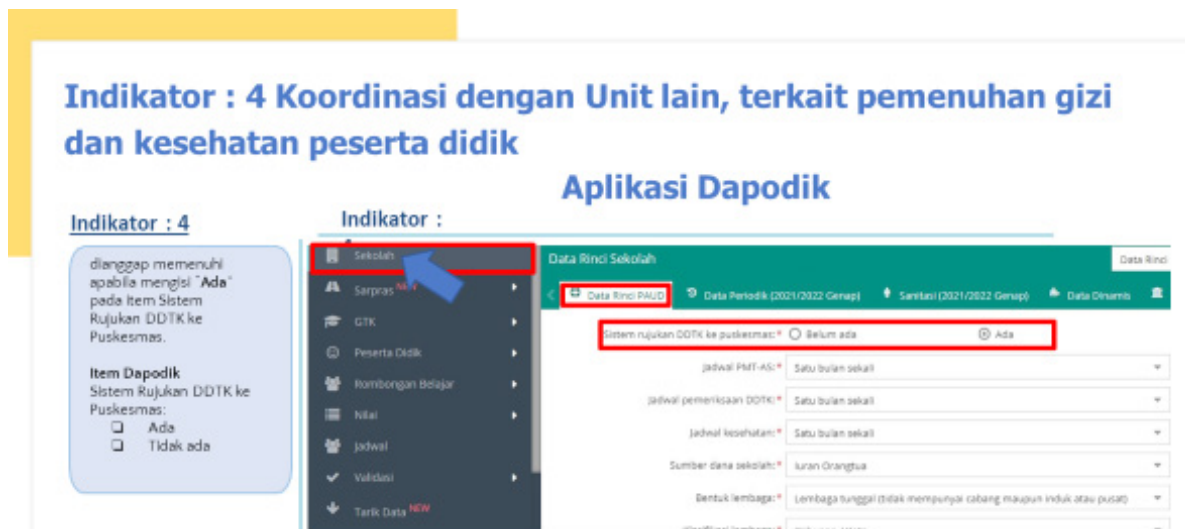 Indikator : 4 Koordinasi dengan Unit lain, terkait pemenuhan gizi
dan kesehatan peserta didik
Aplikasi Dapodik
Indikator : 4
dianggap memenuhi
apabila mengisi "Ada"
pada Item Sistem
Rujukan DDTK ke
Puskesmas.
Item Dapodik
Sistem Rujukan DDTK ke
Puskesmas:
❑ Ada
❑ Tidak ada
Indikator :
Sekolah
Sarpras NEW
GTK
Peserta Didik
Rombongan Belajar
Nilai
Jadwal
Validasi
Tarik Data NEW
Data Rinci Sekolah
Data Rinci
Data Rinci PAUD
Data Periodik (2021/2022 Genap)
Sanitasi (2021/2022 Genap)
Data Dinamis
Sistem rujukan DDTK ke puskesmas: * Belum ada Ada
Jadwal PMT-AS: * Satu bulan sekali
Jadwal pemeriksaan DDTK: * Satu bulan sekali
Jadwal kesehatan: * Satu bulan sekali
Sumber dana sekolah: * Iuran Orangtua
Bentuk lembaga: * Lembaga tunggal (tidak mempunyai cabang maupun induk atau pusat)